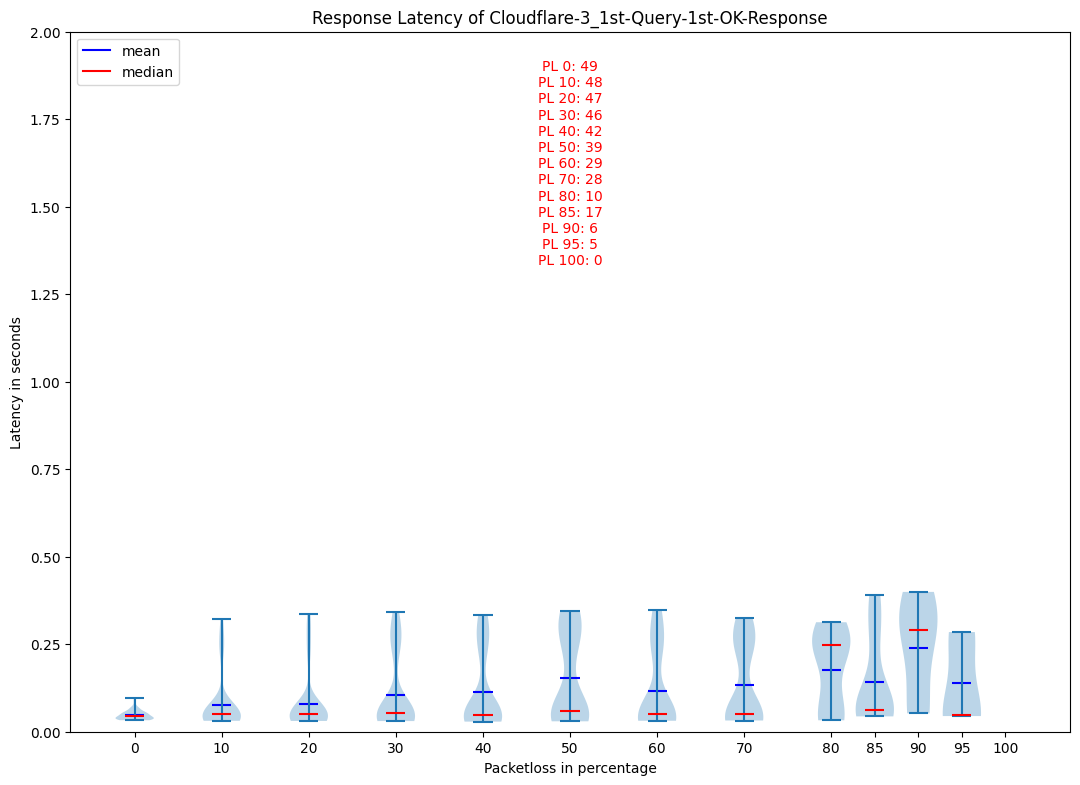 Response Latency of Cloudflare-3_1st-Query-1st-OK-Response
mean
median
PL 0: 49
PL 10: 48
PL 20: 47
PL 30: 46
PL 40: 42
PL 50: 39
PL 60: 29
PL 70: 28
PL 80: 10
PL 85: 17
PL 90: 6
PL 95: 5
PL 100: 0
Latency in seconds
2.00
1.75
1.50
1.25
1.00
0.75
0.50
0.25
0.00
0 10 20 30 40 50 60 70 80 85 90 95 100
Packetloss in percentage